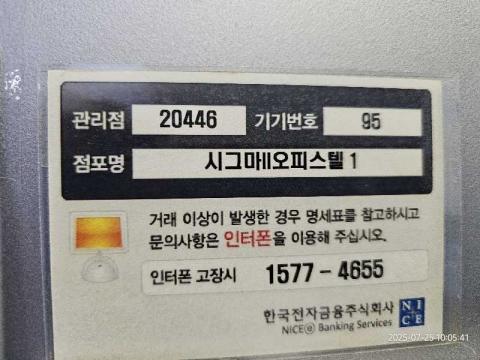 관리점 20446 기기번호 95
점포명 시그마II오피스텔 1
거래 이상이 발생한 경우 명세표를 참고하시고
문의사항은 인터폰을 이용해 주십시오.
인터폰 고장시 1577-4655
한국전자금융주식회사
NICE@ Banking Services
NI
CE
2025-07-25 10:05:41